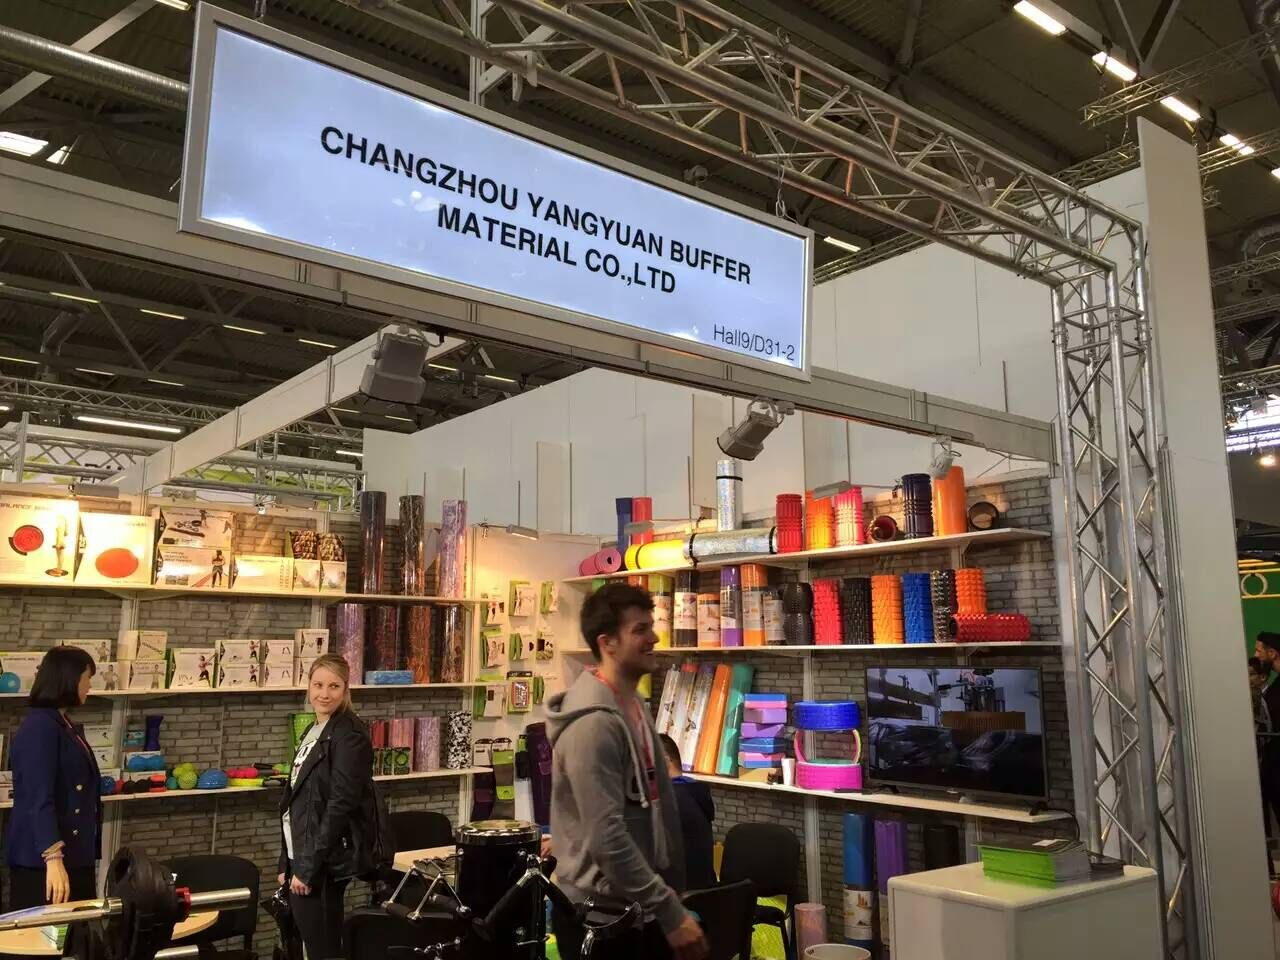 CHANGZHOU YANGYUAN BUFFER
MATERIAL CO.,LTD
Hall9/D31-2